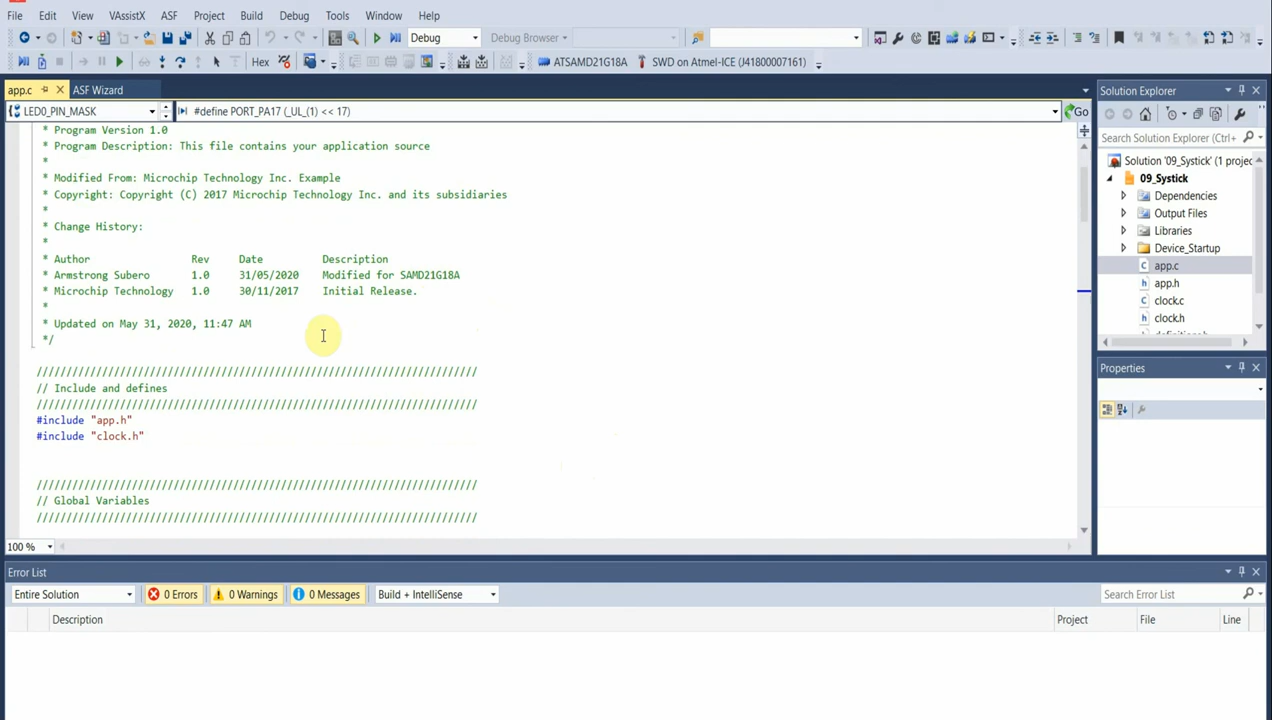 File Edit View VAssistX ASF Project Build Debug Tools Window Help
Debug Debug Browser
Hex ATSAMD21G18A SWD on Atmel-ICE (J41800007161)
app.c ASF Wizard
LED0_PIN_MASK #define PORT_PA17 (_UL_(1) << 17) Go
* Program Version 1.0
* Program Description: This file contains your application source
*
* Modified From: Microchip Technology Inc. Example
* Copyright: Copyright (C) 2017 Microchip Technology Inc. and its subsidiaries
*
* Change History:
*
* Author Rev Date Description
* Armstrong Subero 1.0 31/05/2020 Modified for SAMD21G18A
* Microchip Technology 1.0 30/11/2017 Initial Release.
*
* Updated on May 31, 2020, 11:47 AM
*/
//////////////////////////////////////////////////////////////////////////
// Include and defines
//////////////////////////////////////////////////////////////////////////
#include "app.h"
#include "clock.h"
//////////////////////////////////////////////////////////////////////////
// Global Variables
//////////////////////////////////////////////////////////////////////////
100 %
Solution Explorer
Search Solution Explorer (Ctrl+
Solution '09_Systick' (1 projec
09_Systick
Dependencies
Output Files
Libraries
Device_Startup
app.c
app.h
clock.c
clock.h
Properties
Error List
Entire Solution 0 Errors 0 Warnings 0 Messages Build + IntelliSense Search Error List
Description Project File Line